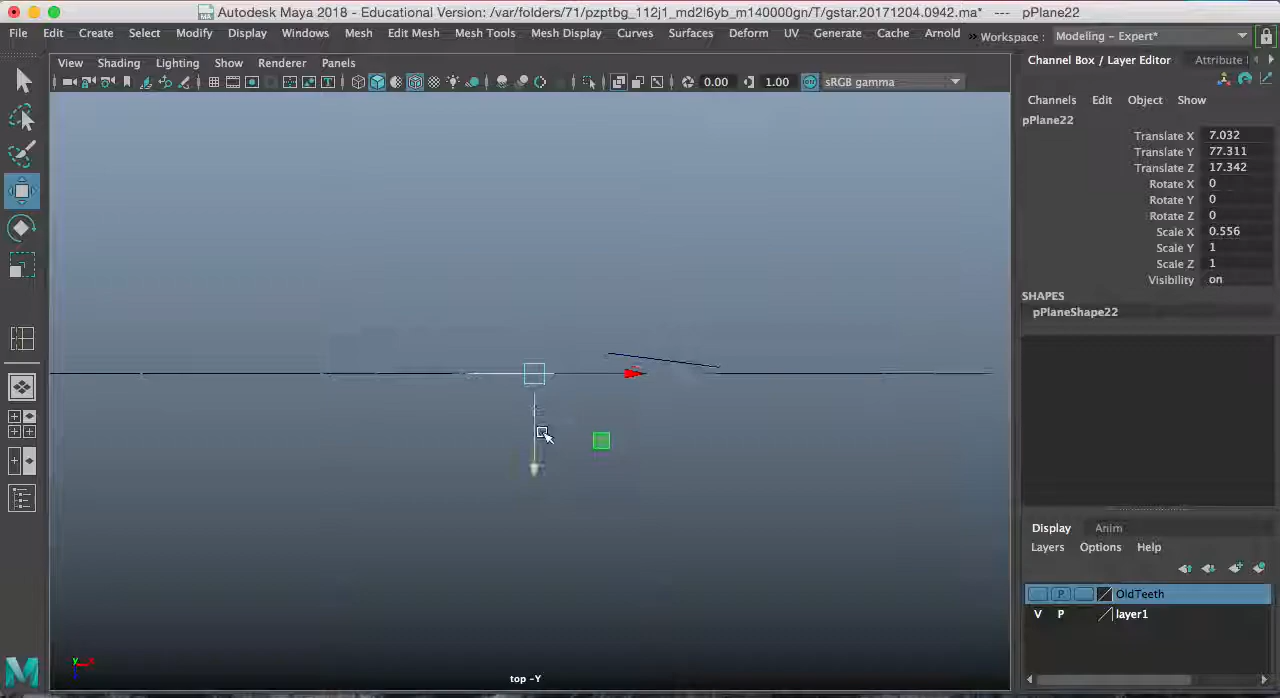 Autodesk Maya 2018 - Educational Version: /var/folders/71/pzptbg_112j1_md2l6yb_m140000gn/T/gstar.20171204.0942.ma* --- pPlane22
File Edit Create Select Modify Display Windows Mesh Edit Mesh Mesh Tools Mesh Display Curves Surfaces Deform UV Generate Cache Arnold » Workspace : Modeling - Expert*
View Shading Lighting Show Renderer Panels
Channel Box / Layer Editor Attribute
0.00 1.00 sRGB gamma
Channels Edit Object Show
pPlane22
Translate X 7.032
Translate Y 77.311
Translate Z 17.342
Rotate X 0
Rotate Y 0
Rotate Z 0
Scale X 0.556
Scale Y 1
Scale Z 1
Visibility on
SHAPES
pPlaneShape22
Display Anim
Layers Options Help
P OldTeeth
V P layer1
y x
top -Y
M